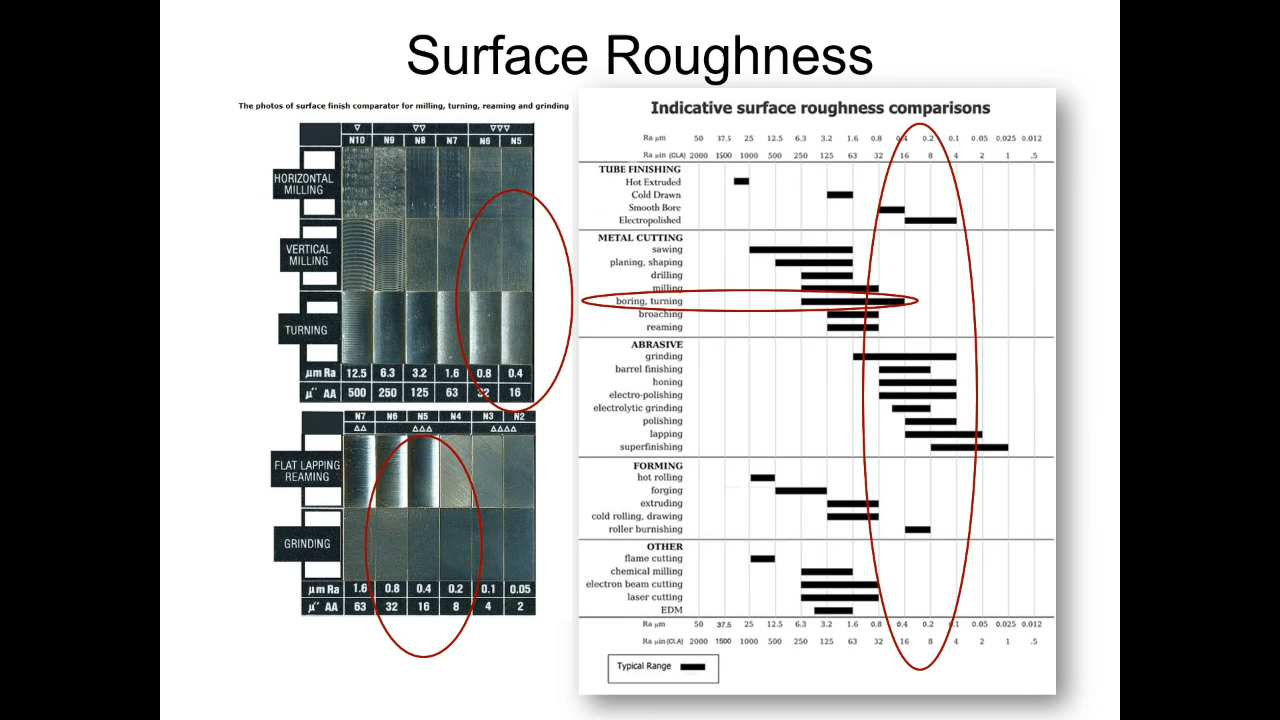 Surface Roughness
The photos of surface finish comparator for milling, turning, reaming and grinding
▽ ▽▽ ▽▽▽
N10 N9 N8 N7 N6 N5
HORIZONTAL
MILLING
VERTICAL
MILLING
TURNING
µm Ra 12.5 6.3 3.2 1.6 0.8 0.4
µ″ AA 500 250 125 63 32 16
N7 N6 N5 N4 N3 N2
△△ △△△ △△△△
FLAT LAPPING
REAMING
GRINDING
µm Ra 1.6 0.8 0.4 0.2 0.1 0.05
µ″ AA 63 32 16 8 4 2
Indicative surface roughness comparisons
Ra µm 50 37.5 25 12.5 6.3 3.2 1.6 0.8 0.4 0.2 0.1 0.05 0.025 0.012
Ra µin (CLA) 2000 1500 1000 500 250 125 63 32 16 8 4 2 1 .5
TUBE FINISHING
Hot Extruded
Cold Drawn
Smooth Bore
Electropolished
METAL CUTTING
sawing
planing, shaping
drilling
milling
boring, turning
broaching
reaming
ABRASIVE
grinding
barrel finishing
honing
electro-polishing
electrolytic grinding
polishing
lapping
superfinishing
FORMING
hot rolling
forging
extruding
cold rolling, drawing
roller burnishing
OTHER
flame cutting
chemical milling
electron beam cutting
laser cutting
EDM
Ra µm 50 37.5 25 12.5 6.3 3.2 1.6 0.8 0.4 0.2 0.1 0.05 0.025 0.012
Ra µin (CLA) 2000 1500 1000 500 250 125 63 32 16 8 4 2 1 .5
Typical Range